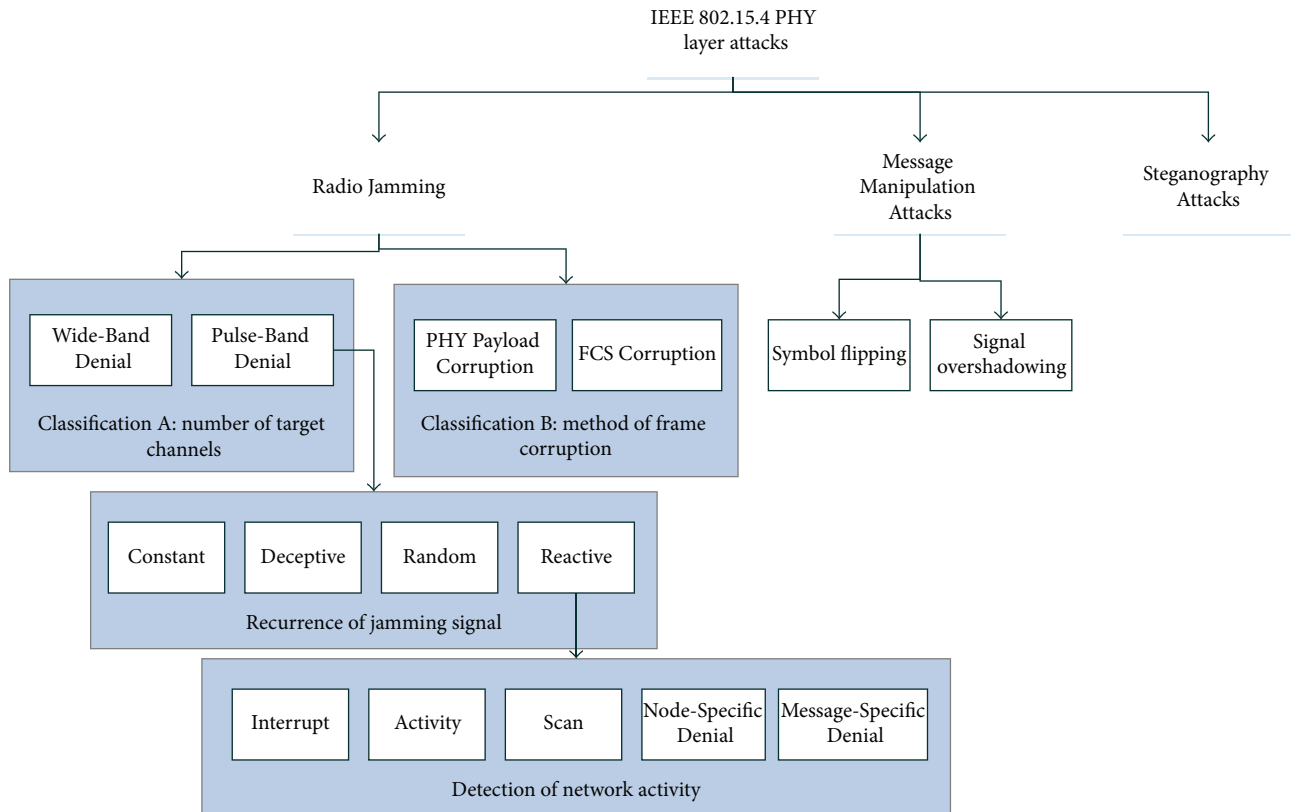 IEEE 802.15.4 PHY
layer attacks
Radio Jamming
Message
Manipulation
Attacks
Steganography
Attacks
Wide-Band
Denial
Pulse-Band
Denial
Classification A: number of target
channels
PHY Payload
Corruption
FCS Corruption
Classification B: method of frame
corruption
Symbol flipping
Signal
overshadowing
Constant
Deceptive
Random
Reactive
Recurrence of jamming signal
Interrupt
Activity
Scan
Node-Specific
Denial
Message-Specific
Denial
Detection of network activity